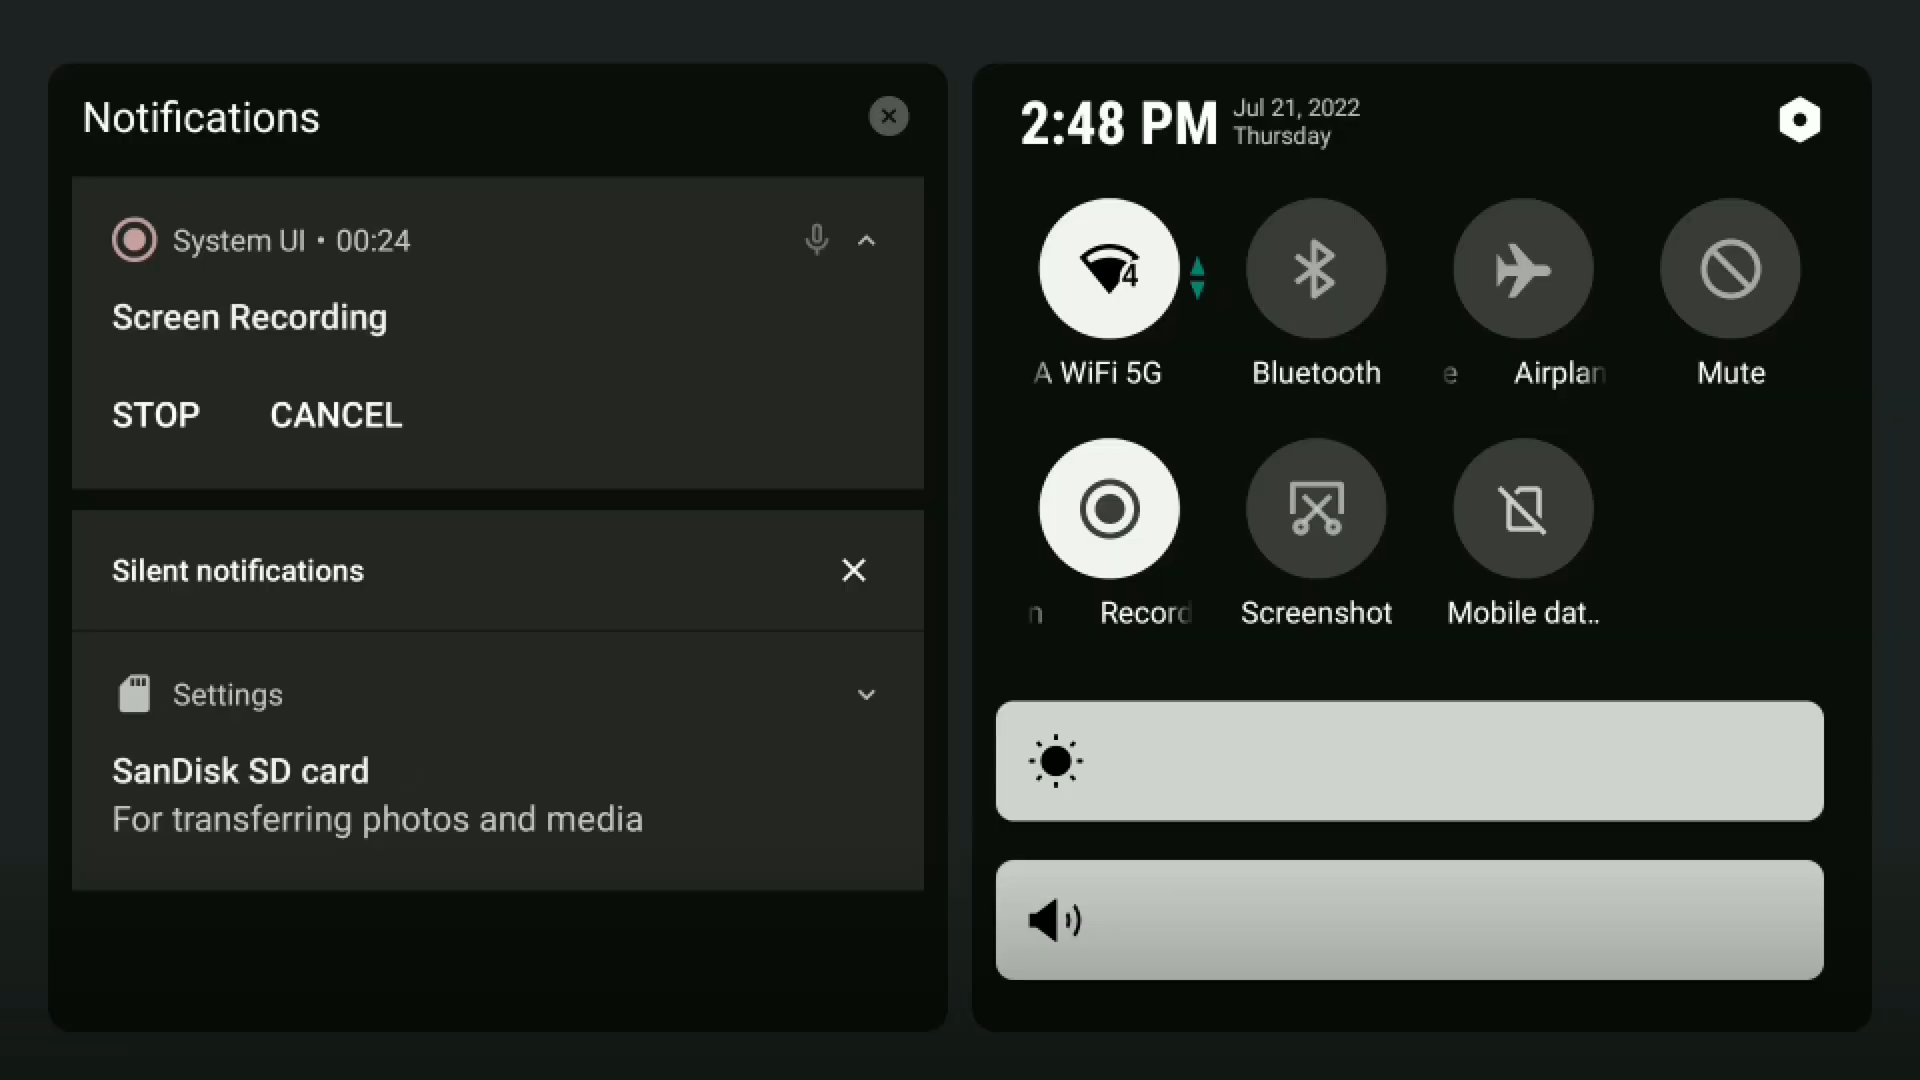 Notifications
System UI • 00:24
Screen Recording
STOP CANCEL
Silent notifications
Settings
SanDisk SD card
For transferring photos and media
2:48 PM
Jul 21, 2022
Thursday
4
A WiFi 5G
Bluetooth
e Airplan
Mute
n Record
Screenshot
Mobile dat..